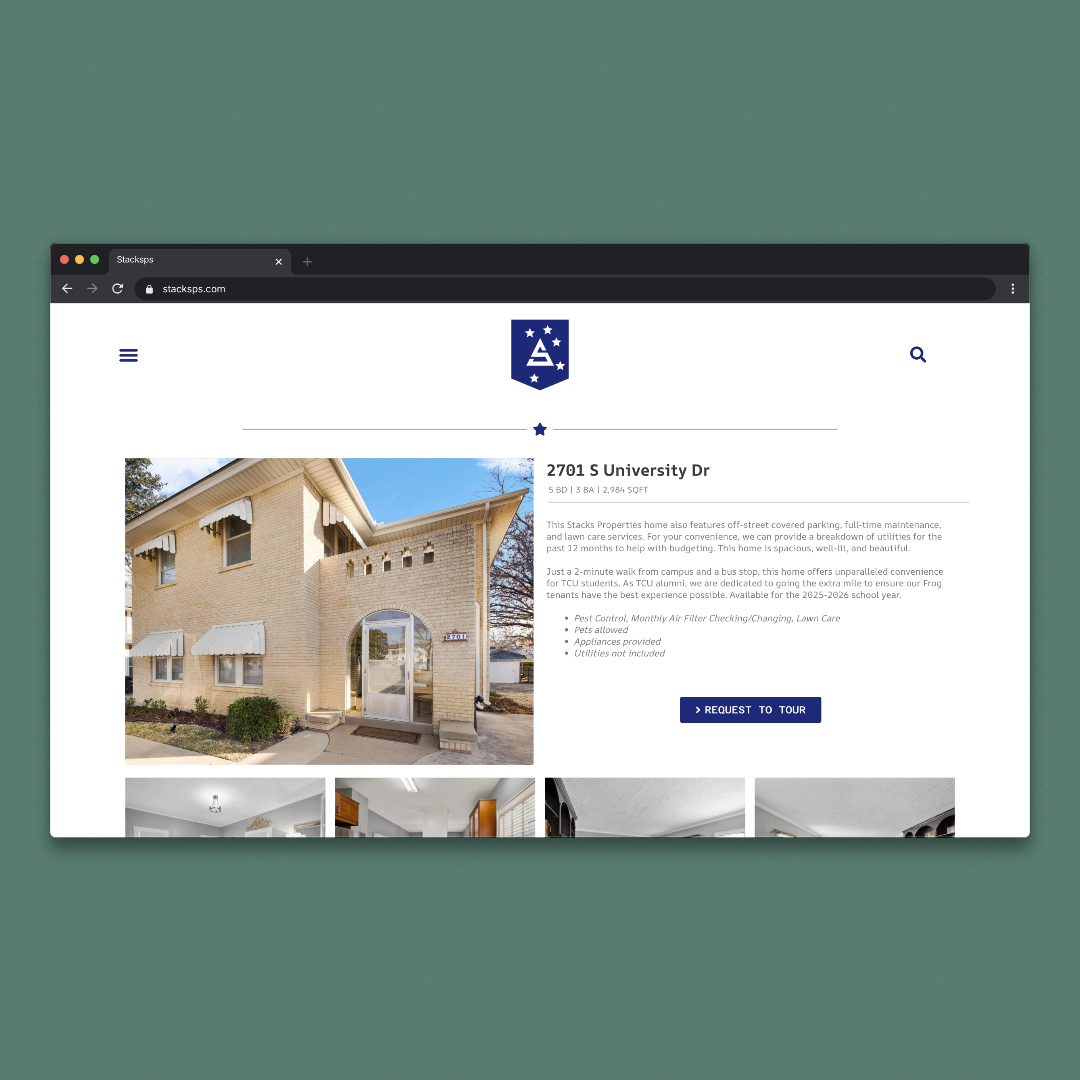 Stacksps
stacksps.com
2701 S University Dr
5 BD | 3 BA | 2,984 SQFT
This Stacks Properties home also features off-street covered parking, full-time maintenance,
and lawn care services. For your convenience, we can provide a breakdown of utilities for the
past 12 months to help with budgeting. This home is spacious, well-lit, and beautiful.
Just a 2-minute walk from campus and a bus stop, this home offers unparalleled convenience
for TCU students. As TCU alumni, we are dedicated to going the extra mile to ensure our Frog
tenants have the best experience possible. Available for the 2025-2026 school year.
• Pest Control, Monthly Air Filter Checking/Changing, Lawn Care
• Pets allowed
• Appliances provided
• Utilities not included
2701
REQUEST TO TOUR